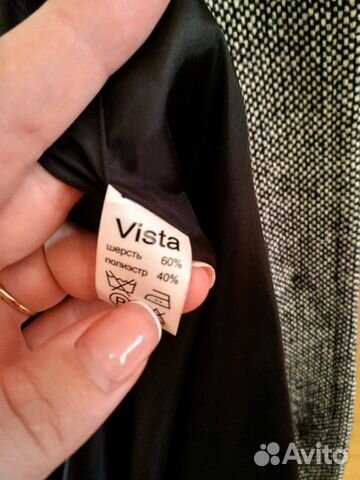 Vista
шерсть 60%
полиэстр 40%
P
Avito